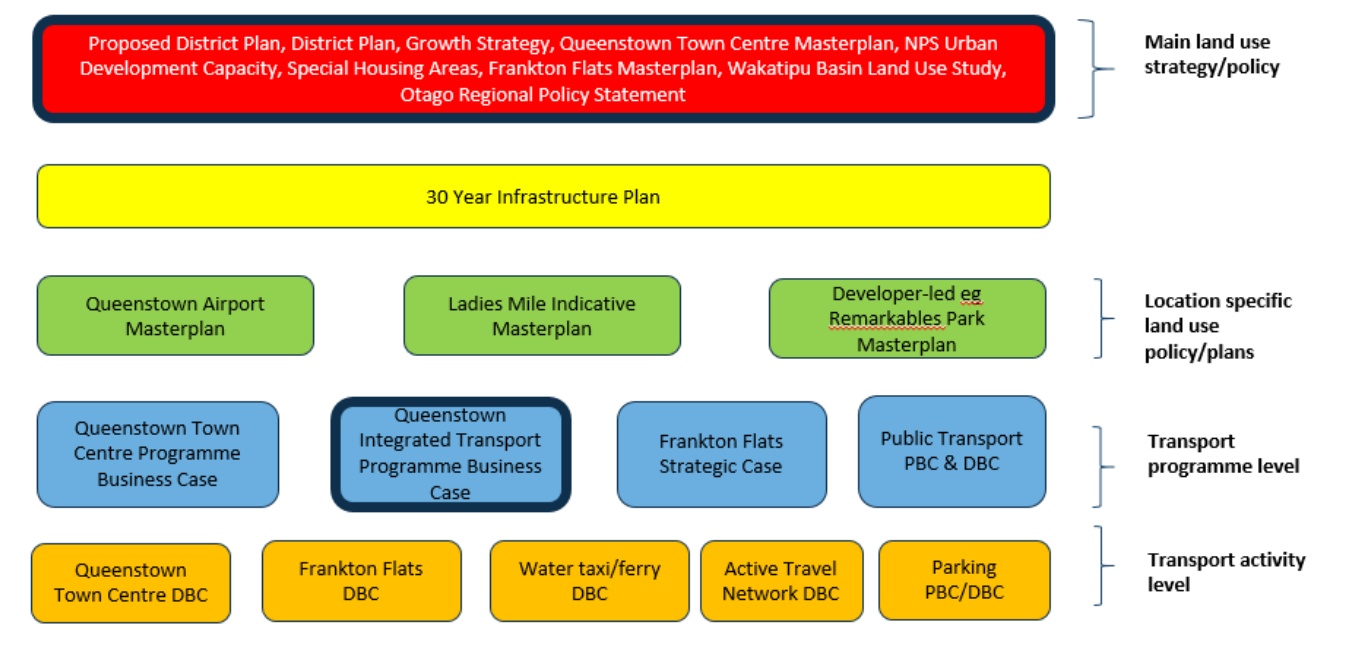 Proposed District Plan, District Plan, Growth Strategy, Queenstown Town Centre Masterplan, NPS Urban
Development Capacity, Special Housing Areas, Frankton Flats Masterplan, Wakatipu Basin Land Use Study,
Otago Regional Policy Statement
Main land use
strategy/policy
30 Year Infrastructure Plan
Queenstown Airport
Masterplan
Ladies Mile Indicative
Masterplan
Developer-led eg
Remarkables Park
Masterplan
Location specific
land use
policy/plans
Queenstown Town
Centre Programme
Business Case
Queenstown
Integrated Transport
Programme Business
Case
Frankton Flats
Strategic Case
Public Transport
PBC & DBC
Transport
programme level
Queenstown
Town Centre DBC
Frankton Flats
DBC
Water taxi/ferry
DBC
Active Travel
Network DBC
Parking
PBC/DBC
Transport activity
level